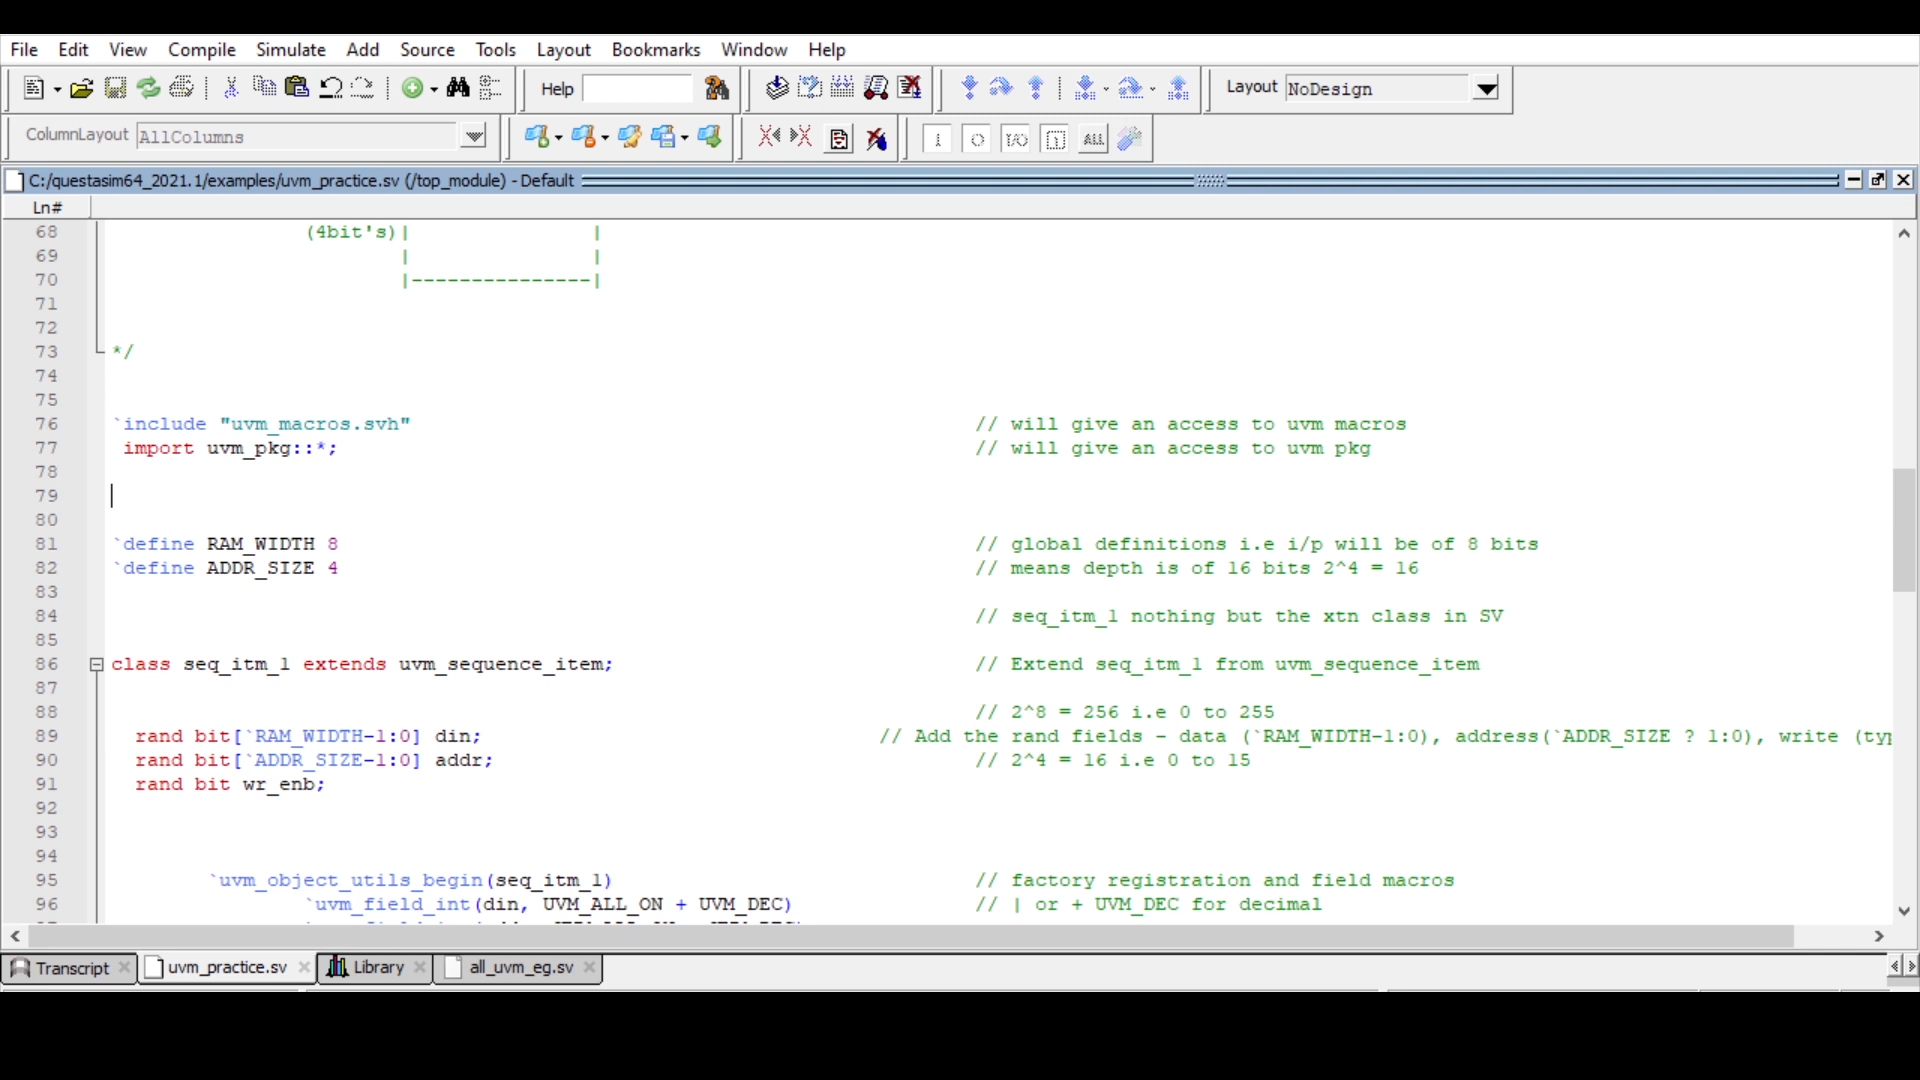 File Edit View Compile Simulate Add Source Tools Layout Bookmarks Window Help
Help Layout NoDesign
ColumnLayout AllColumns I O I/O ALL
C:/questasim64_2021.1/examples/uvm_practice.sv (/top_module) - Default
Ln#
68 (4bit's)| |
69 | |
70 |---------------|
71
72
73 */
74
75
76 `include "uvm_macros.svh" // will give an access to uvm macros
77 import uvm_pkg::*; // will give an access to uvm pkg
78
79
80
81 `define RAM_WIDTH 8 // global definitions i.e i/p will be of 8 bits
82 `define ADDR_SIZE 4 // means depth is of 16 bits 2^4 = 16
83
84 // seq_itm_1 nothing but the xtn class in SV
85
86 class seq_itm_1 extends uvm_sequence_item; // Extend seq_itm_1 from uvm_sequence_item
87
88 // 2^8 = 256 i.e 0 to 255
89 rand bit[`RAM_WIDTH-1:0] din; // Add the rand fields - data (`RAM_WIDTH-1:0), address(`ADDR_SIZE ? 1:0), write (typ
90 rand bit[`ADDR_SIZE-1:0] addr; // 2^4 = 16 i.e 0 to 15
91 rand bit wr_enb;
92
93
94
95 `uvm_object_utils_begin(seq_itm_1) // factory registration and field macros
96 `uvm_field_int(din, UVM_ALL_ON + UVM_DEC) // | or + UVM_DEC for decimal
Transcript uvm_practice.sv Library all_uvm_eg.sv